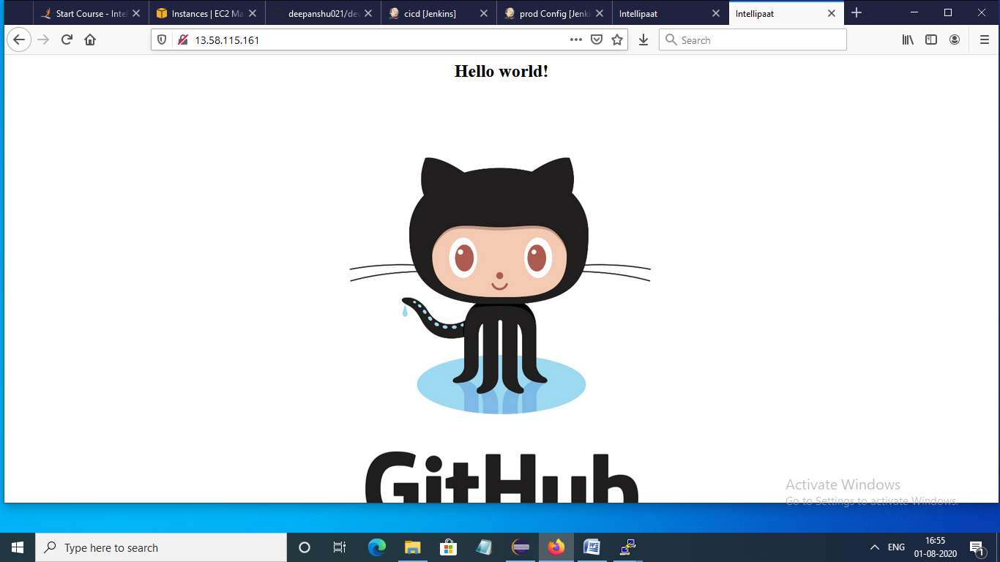 Start Course - Intel
Instances | EC2 Ma
deepanshu021/dev
cicd [Jenkins]
prod Config [Jenki
Intellipaat
Intellipaat
13.58.115.161
Search
Hello world!
GitHub
Activate Windows
Go to Settings to activate Windows.
Type here to search
ENG
16:55
01-08-2020
1